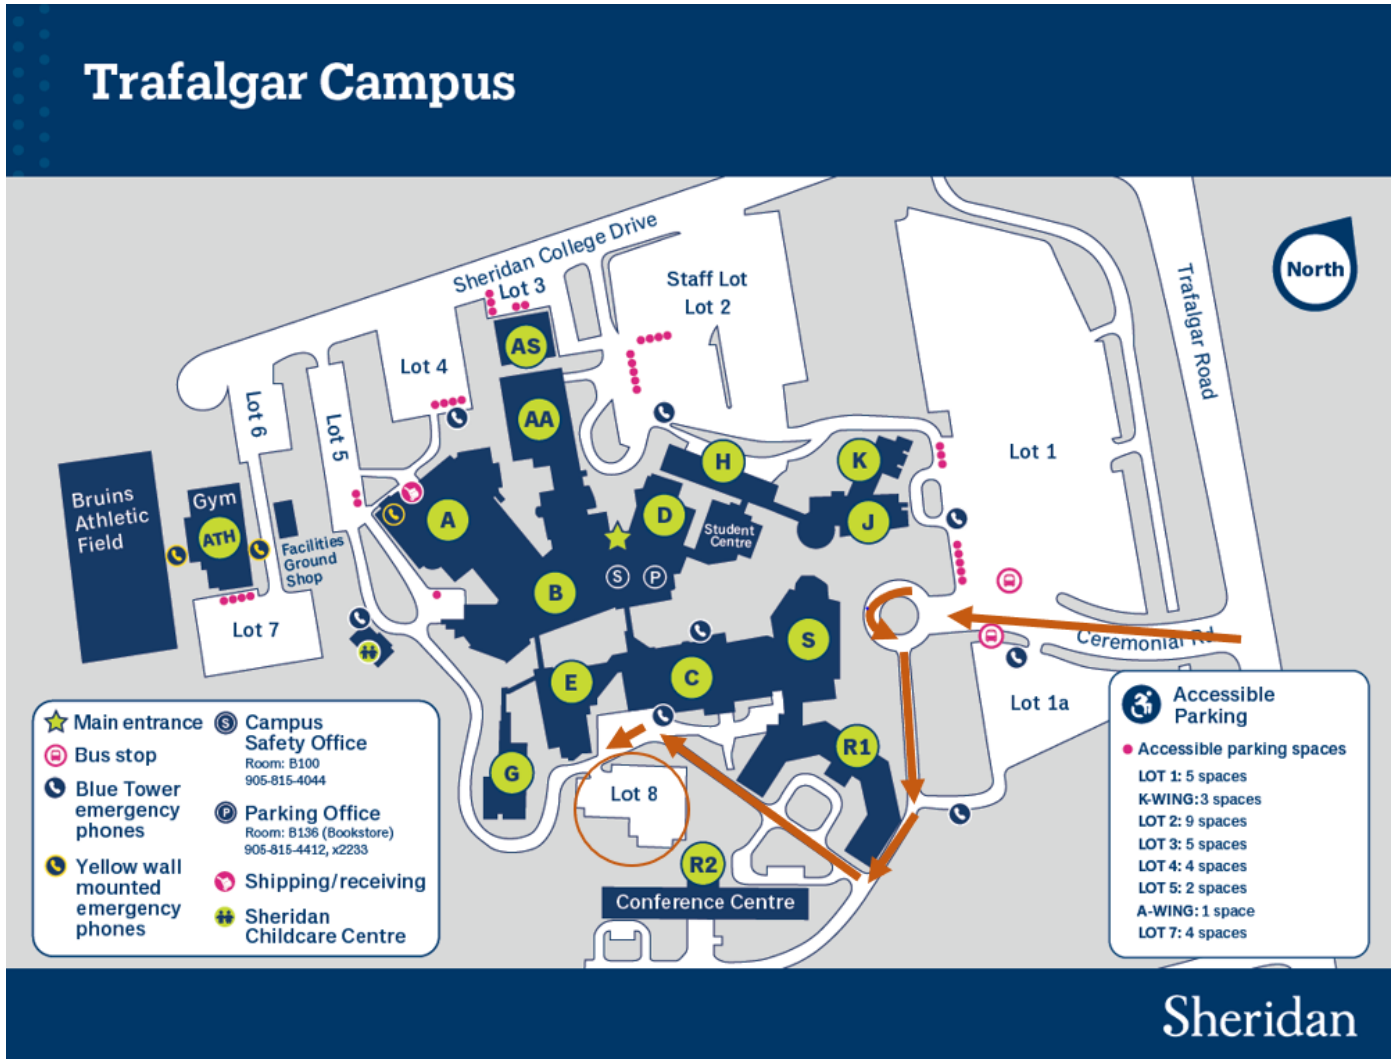 Trafalgar Campus
Sheridan College Drive
Lot 3
Staff Lot
Lot 2
North
Trafalgar Road
AS
Lot 4
Lot 6
Lot 5
AA
Lot 1
H
K
Bruins
Athletic
Field
Gym
ATH
A
D
Student
Centre
J
Facilities
Ground
Shop
S
P
B
Lot 7
Ceremonial Rd
S
E
C
Lot 1a
R1
G
Lot 8
R2
Conference Centre
Main entrance
Bus stop
Blue Tower
emergency
phones
Yellow wall
mounted
emergency
phones
S
Campus
Safety Office
Room: B100
905-815-4044
P
Parking Office
Room: B136 (Bookstore)
905-815-4412, x2233
Shipping/receiving
Sheridan
Childcare Centre
Accessible
Parking
Accessible parking spaces
LOT 1: 5 spaces
K-WING: 3 spaces
LOT 2: 9 spaces
LOT 3: 5 spaces
LOT 4: 4 spaces
LOT 5: 2 spaces
A-WING: 1 space
LOT 7: 4 spaces
Sheridan